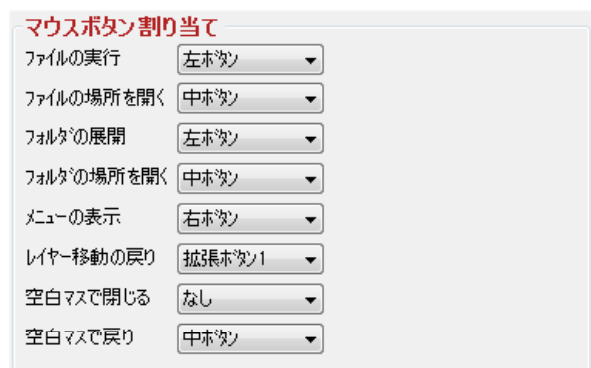 マウスボタン割り当て
ファイルの実行 左ボタン
ファイルの場所を開く 中ボタン
フォルダの展開 左ボタン
フォルダの場所を開く 中ボタン
メニューの表示 右ボタン
レイヤー移動の戻り 拡張ボタン1
空白マスで閉じる なし
空白マスで戻り 中ボタン